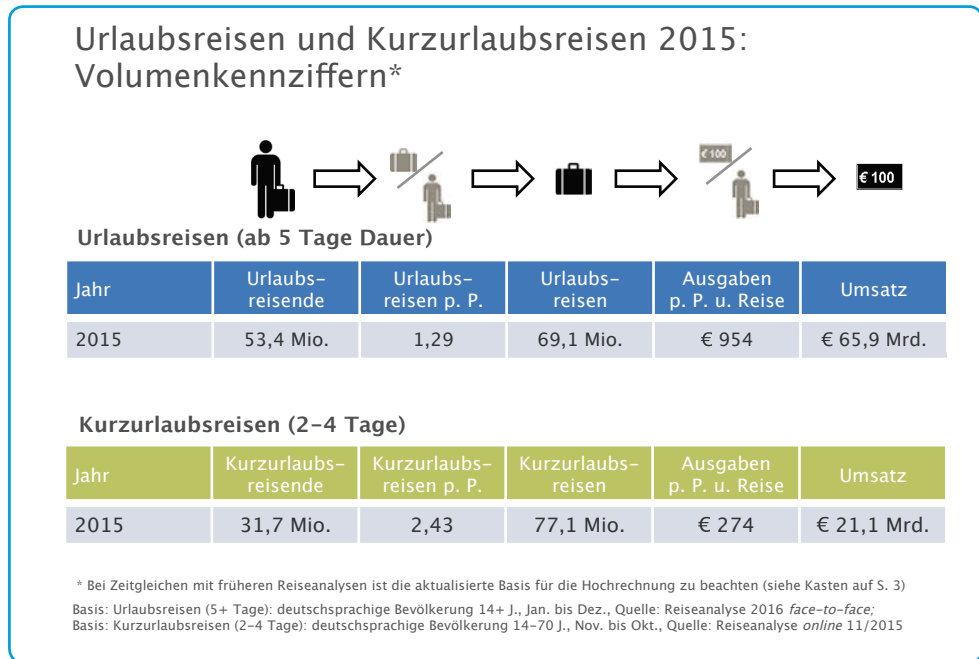 Urlaubsreisen und Kurzurlaubsreisen 2015:
Volumenkennziffern*
€ 100
€ 100
Urlaubsreisen (ab 5 Tage Dauer)
Jahr Urlaubs-reisende Urlaubs-reisen p. P. Urlaubs-reisen Ausgaben p. P. u. Reise Umsatz
2015 53,4 Mio. 1,29 69,1 Mio. € 954 € 65,9 Mrd.
Kurzurlaubsreisen (2–4 Tage)
Jahr Kurzurlaubs-reisende Kurzurlaubs-reisen p. P. Kurzurlaubs-reisen Ausgaben p. P. u. Reise Umsatz
2015 31,7 Mio. 2,43 77,1 Mio. € 274 € 21,1 Mrd.
* Bei Zeitgleichen mit früheren Reiseanalysen ist die aktualisierte Basis für die Hochrechnung zu beachten (siehe Kasten auf S. 3)
Basis: Urlaubsreisen (5+ Tage): deutschsprachige Bevölkerung 14+ J., Jan. bis Dez., Quelle: Reiseanalyse 2016 face-to-face;
Basis: Kurzurlaubsreisen (2–4 Tage): deutschsprachige Bevölkerung 14–70 J., Nov. bis Okt., Quelle: Reiseanalyse online 11/2015